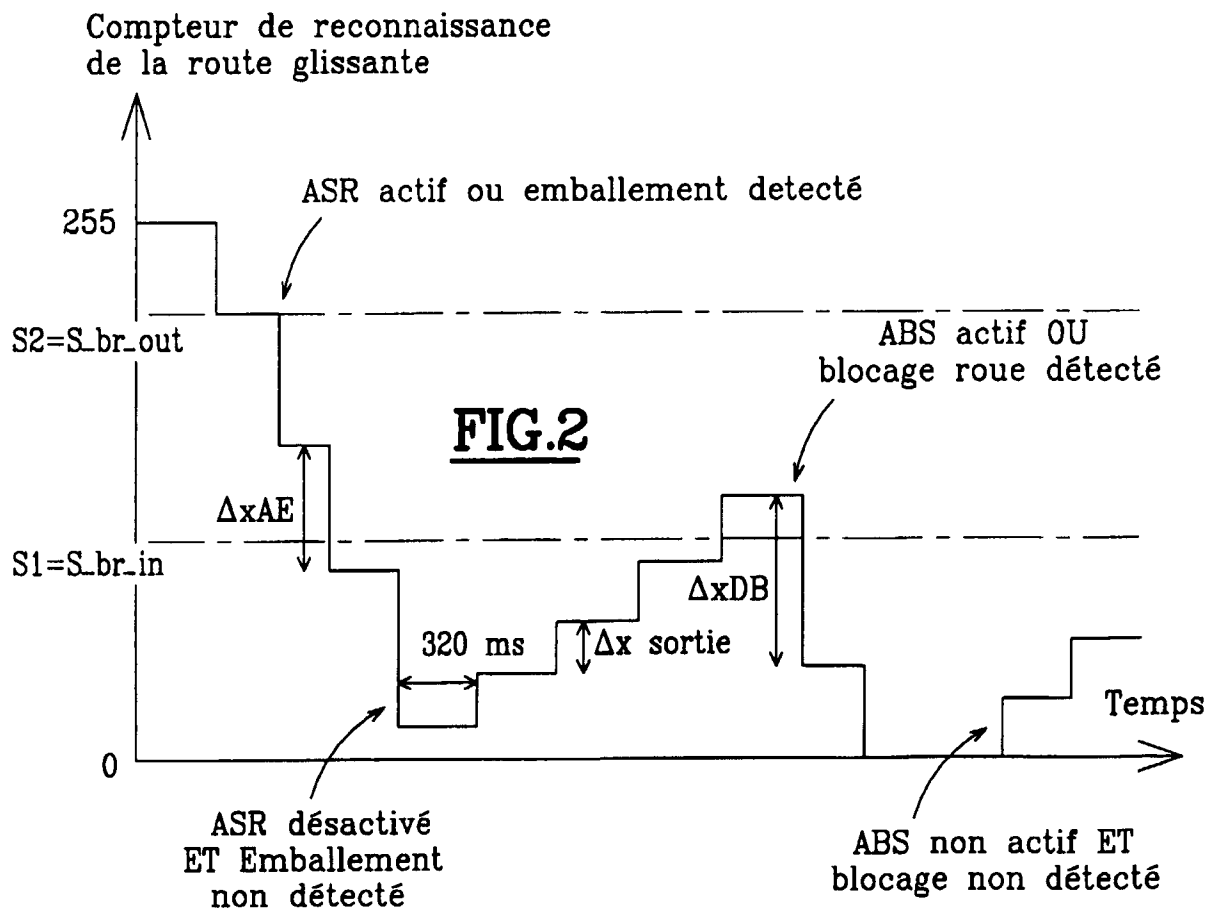 Compteur de reconnaissance
de la route glissante
ASR actif ou emballement detecté
255
S2=S_br_out
ABS actif OU
blocage roue détecté
FIG.2
ΔxAE
S1=S_br_in
ΔxDB
320 ms
Δx sortie
Temps
0
ASR désactivé
ET Emballement
non détecté
ABS non actif ET
blocage non détecté